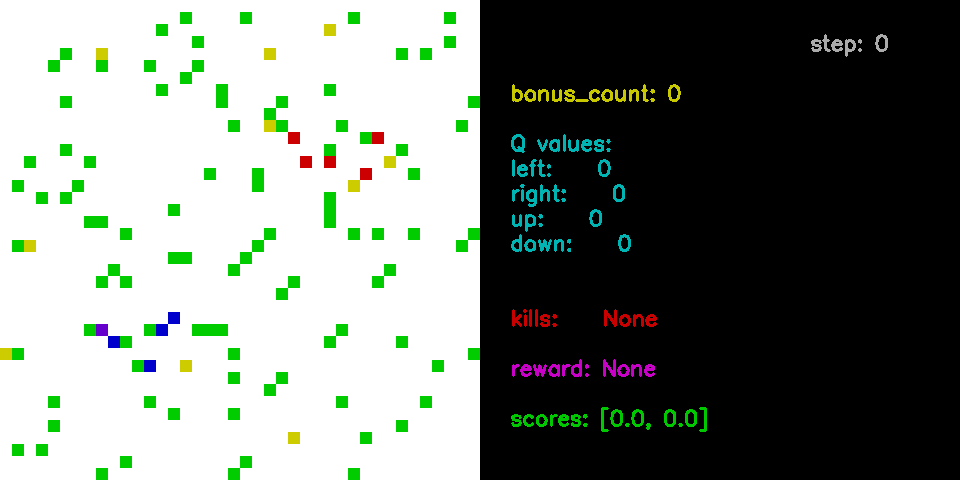 step: 0
bonus_count: 0
Q values:
left: 0
right: 0
up: 0
down: 0
kills: None
reward: None
scores: [0.0, 0.0]